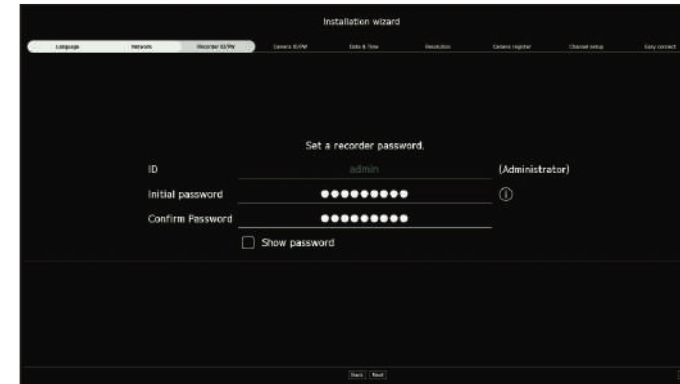 Installation wizard
Language Network Recorder ID/PW Camera ID/PW Date & Time Resolution Camera register Channel setup Easy connect
Set a recorder password.
ID admin (Administrator)
Initial password ●●●●●●●●●
Confirm Password ●●●●●●●●●
Show password
Back Next